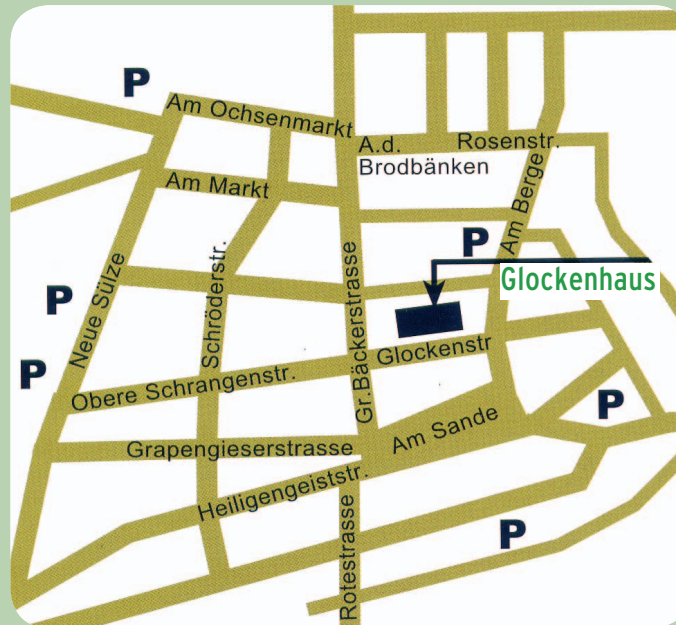 P
Am Ochsenmarkt
A.d.
Brodbänken
Rosenstr.
Am Markt
Am Berge
P
Glockenhaus
Neue Sülze
Schröderstr.
Gr.Bäckerstrasse
P
P
Glockenstr
Obere Schrangenstr.
P
Am Sande
Grapengieserstrasse
Heiligengeiststr.
Rotestrasse
P